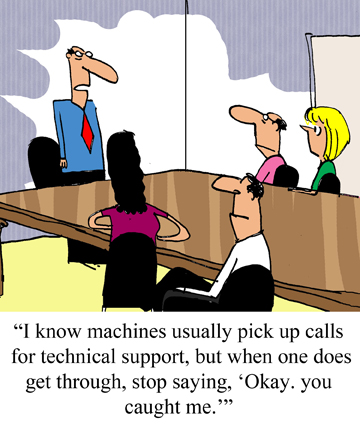 “I know machines usually pick up calls
for technical support, but when one does
get through, stop saying, ‘Okay. you
caught me.’”